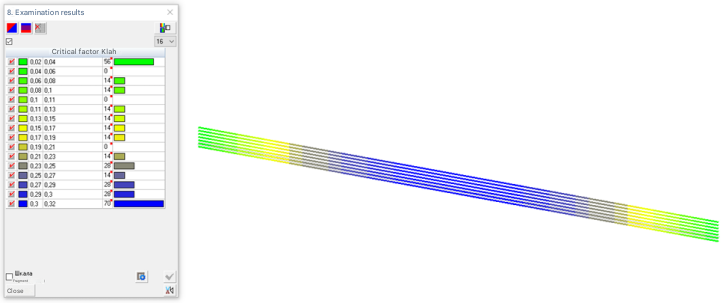 8. Examination results
16
Critical factor Klah
0,02 0,04 56
0,04 0,06 0
0,06 0,08 14
0,08 0,1 14
0,1 0,11 0
0,11 0,13 14
0,13 0,15 14
0,15 0,17 14
0,17 0,19 14
0,19 0,21 0
0,21 0,23 14
0,23 0,25 28
0,25 0,27 14
0,27 0,29 28
0,29 0,3 28
0,3 0,32 70
Шкала
Close